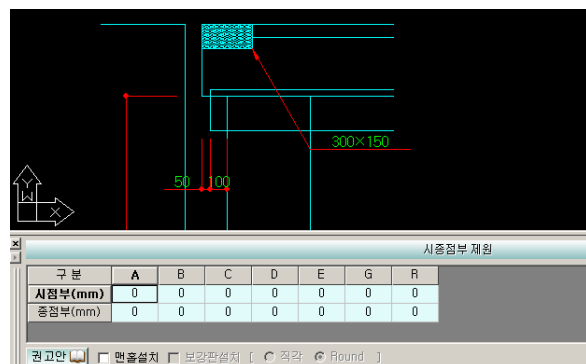 300×150
50 100
Y
W
X
시종점부 제원
구 분 A B C D E G R
시점부(mm) 0 0 0 0 0 0 0
종점부(mm) 0 0 0 0 0 0 0
권고안 맨홀설치 보강판설치 [ 직각 Round ]